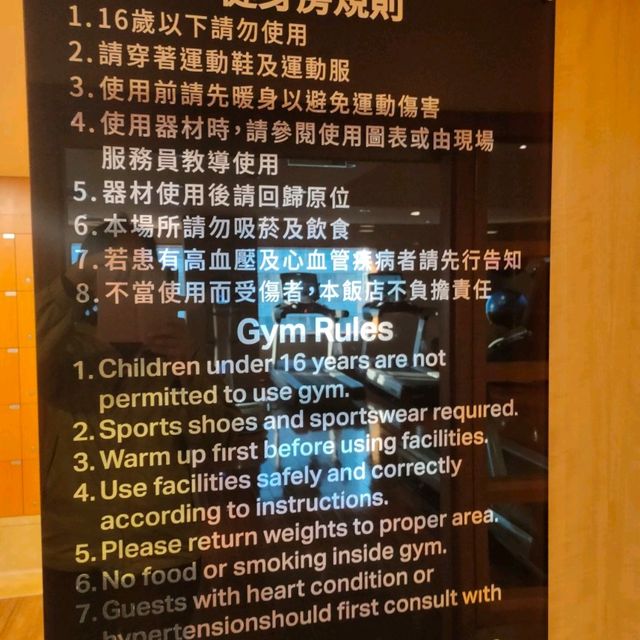 健身房規則
1. 16歲以下請勿使用
2. 請穿著運動鞋及運動服
3. 使用前請先暖身以避免運動傷害
4. 使用器材時，請參閱使用圖表或由現場
服務員教導使用
5. 器材使用後請回歸原位
6. 本場所請勿吸菸及飲食
7. 若患有高血壓及心血管疾病者請先行告知
8. 不當使用而受傷者，本飯店不負擔責任
Gym Rules
1. Children under 16 years are not
permitted to use gym.
2. Sports shoes and sportswear required.
3. Warm up first before using facilities.
4. Use facilities safely and correctly
according to instructions.
5. Please return weights to proper area.
6. No food or smoking inside gym.
7. Guests with heart condition or
hypertensionshould first consult with